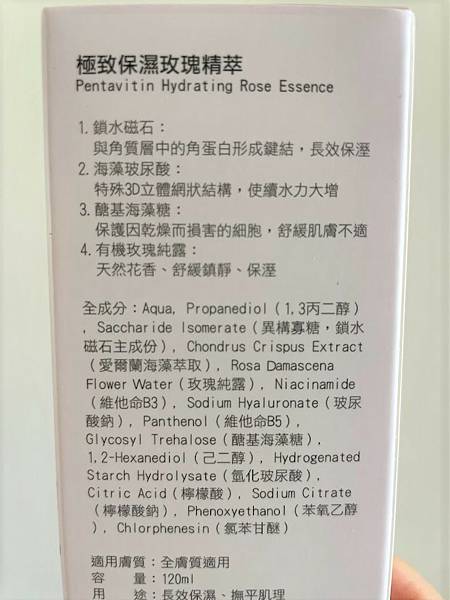 極致保濕玫瑰精萃
Pentavitin Hydrating Rose Essence
1. 鎖水磁石：
與角質層中的角蛋白形成鍵結，長效保溼
2. 海藻玻尿酸：
特殊3D立體網狀結構，使續水力大增
3. 醣基海藻糖：
保護因乾燥而損害的細胞，舒緩肌膚不適
4. 有機玫瑰純露：
天然花香、舒緩鎮靜、保溼
全成分：Aqua, Propanediol（1,3丙二醇）
, Saccharide Isomerate（異構寡糖，鎖水
磁石主成份）, Chondrus Crispus Extract
（愛爾蘭海藻萃取）, Rosa Damascena
Flower Water（玫瑰純露）, Niacinamide
（維他命B3）, Sodium Hyaluronate（玻尿
酸鈉）, Panthenol（維他命B5）,
Glycosyl Trehalose（醣基海藻糖）,
1,2-Hexanediol（己二醇）, Hydrogenated
Starch Hydrolysate（氫化玻尿酸）,
Citric Acid（檸檬酸）, Sodium Citrate
（檸檬酸鈉）, Phenoxyethanol（苯氧乙醇
）, Chlorphenesin（氯苯甘醚）
適用膚質：全膚質適用
容　　量：120ml
用　　途：長效保濕、撫平肌理